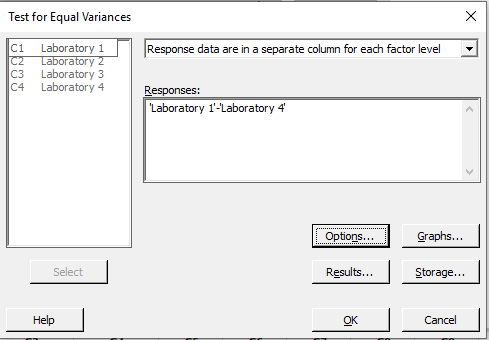 Test for Equal Variances
C1 Laboratory 1
C2 Laboratory 2
C3 Laboratory 3
C4 Laboratory 4
Response data are in a separate column for each factor level
Responses:
'Laboratory 1'-'Laboratory 4'
Options...
Graphs...
Select
Results...
Storage...
Help
OK
Cancel